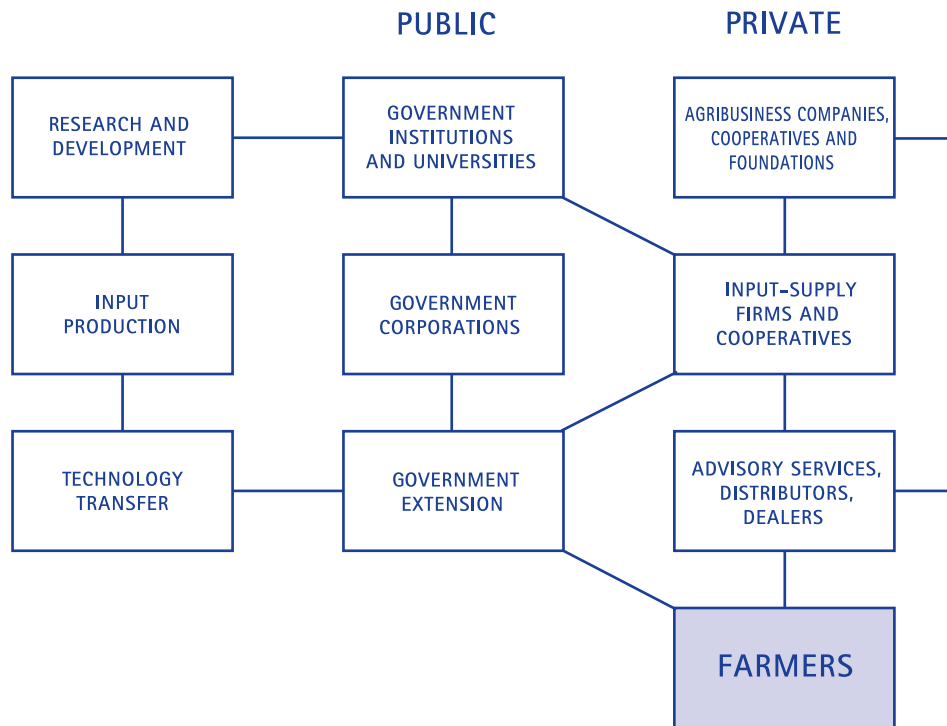 PUBLIC
PRIVATE
RESEARCH AND
DEVELOPMENT
GOVERNMENT
INSTITUTIONS
AND UNIVERSITIES
AGRIBUSINESS COMPANIES,
COOPERATIVES AND
FOUNDATIONS
INPUT
PRODUCTION
GOVERNMENT
CORPORATIONS
INPUT-SUPPLY
FIRMS AND
COOPERATIVES
TECHNOLOGY
TRANSFER
GOVERNMENT
EXTENSION
ADVISORY SERVICES,
DISTRIBUTORS,
DEALERS
FARMERS